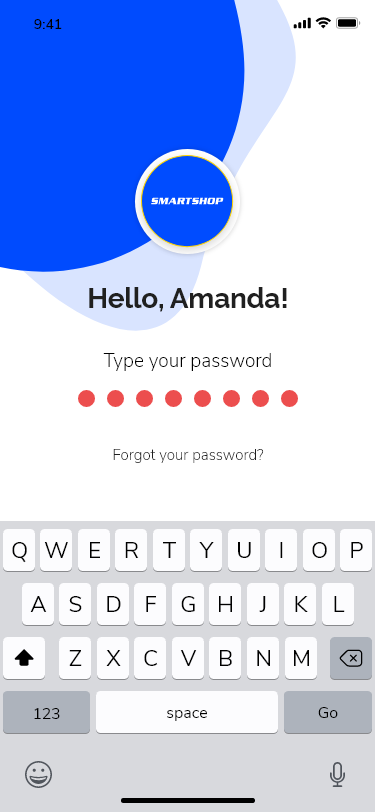 9:41
SMARTSHOP
Hello, Amanda!
Type your password
Forgot your password?
Q W E R T Y U I O P
A S D F G H J K L
Z X C V B N M
123 space Go